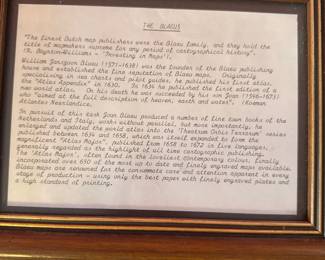 THE BLAEUS
"The finest Dutch map publishers were the Blaeu family, and they hold the
title of mapmakers supreme for any period of cartographical history".
(R. Baynton-Williams - 'Investing in Maps').
William Janszoon Blaeu (1571-1638) was the founder of the Blaeu publishing
house and established the fine reputation of Blaeu maps. Originally
specialising in sea charts and pilot guides, he published his first atlas,
the "Atlas Appendix" in 1630. In 1634 he published the first edition of a
new world atlas. On his death he was succeeded by his son Joan (1596-1673)
who "aimed at the full description of heaven, earth and water", (Koeman
Atlantes Neerlandici.
In pursuit of this task Joan Blaeu produced a number of fine town books of the
Netherlands and Italy, works without parallel. But more importantly, he
enlarged and updated the world atlas into the 'Theatrum Orbis Terrarum' series
published between 1634 and 1658, which was itself expanded to form the
magnificent "Atlas Major", published from 1658 to 1672 in five languages,
generally regarded as the highlight of all time cartographic publishing.
The 'Atlas Major', often found in the loveliest contemporary colour, finally
incorporated over 690 of the most up to date and finely engraved maps available.
Blaeu maps are renowned for the consummate care and attention apparent in every
stage of production - using only the best paper with finely engraved plates and
a high standard of printing.